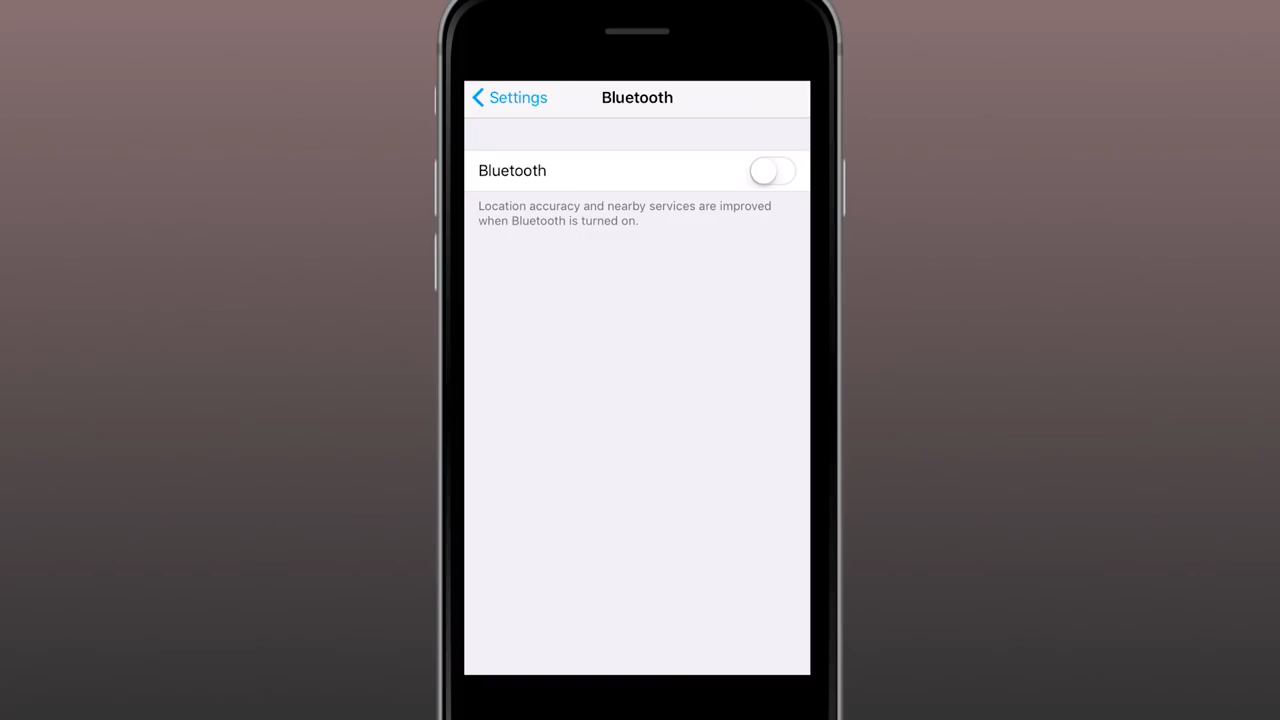 Settings
Bluetooth
Bluetooth
Location accuracy and nearby services are improved
when Bluetooth is turned on.